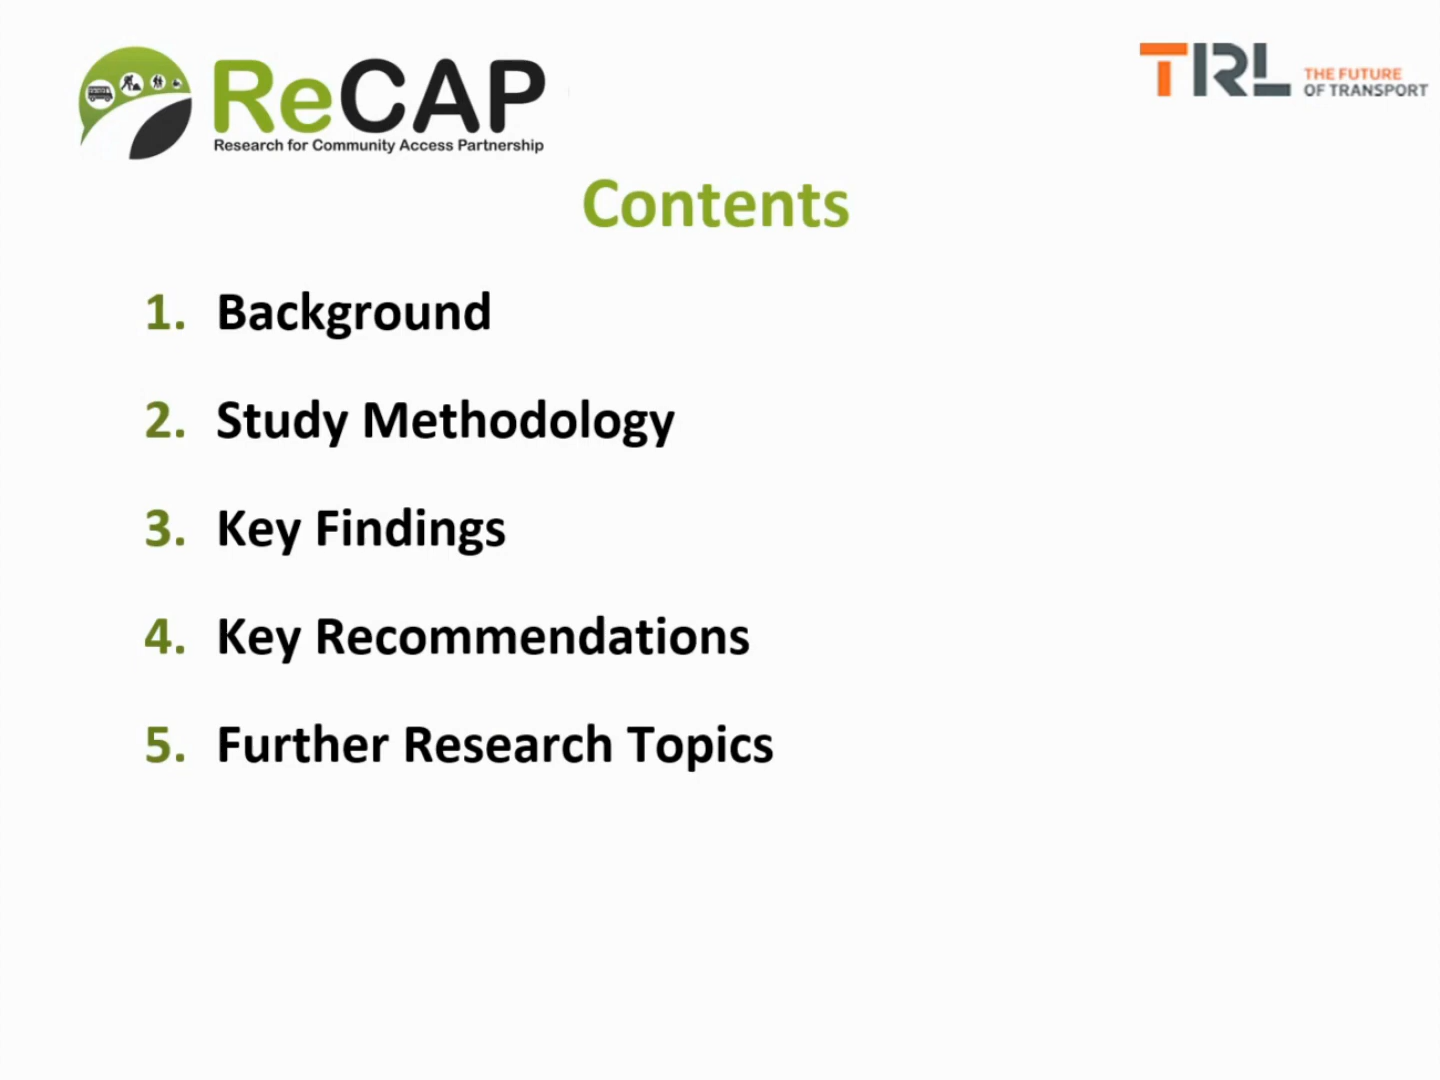 ReCAP
Research for Community Access Partnership
TRL
THE FUTURE
OF TRANSPORT
Contents
1. Background
2. Study Methodology
3. Key Findings
4. Key Recommendations
5. Further Research Topics